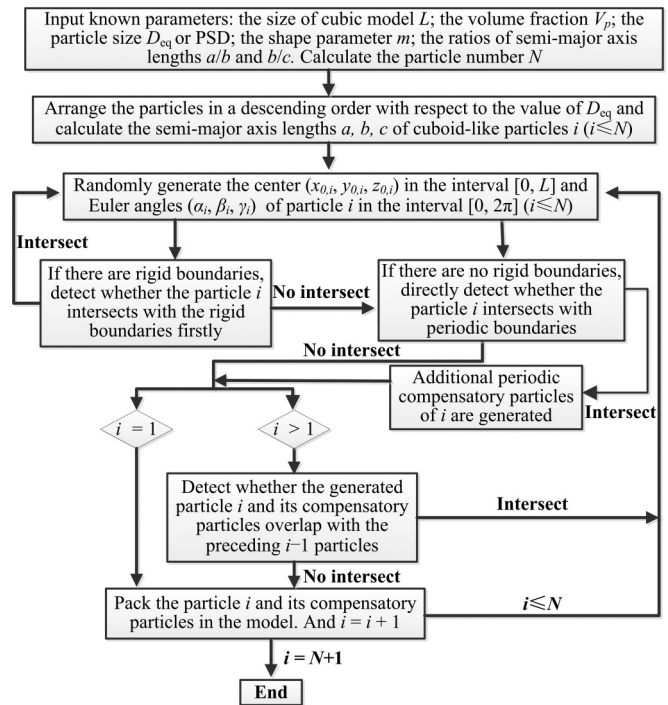 Input known parameters: the size of cubic model L; the volume fraction Vp; the
particle size Deq or PSD; the shape parameter m; the ratios of semi-major axis
lengths a/b and b/c. Calculate the particle number N
Arrange the particles in a descending order with respect to the value of Deq and
calculate the semi-major axis lengths a, b, c of cuboid-like particles i (i≤N)
Randomly generate the center (x0,i, y0,i, z0,i) in the interval [0, L] and
Euler angles (αi, βi, γi) of particle i in the interval [0, 2π] (i≤N)
Intersect
If there are rigid boundaries,
detect whether the particle i
intersects with the rigid
boundaries firstly
No intersect
If there are no rigid boundaries,
directly detect whether the
particle i intersects with
periodic boundaries
No intersect
Additional periodic
compensatory particles
of i are generated
Intersect
i = 1
i > 1
Detect whether the generated
particle i and its compensatory
particles overlap with the
preceding i−1 particles
Intersect
No intersect
Pack the particle i and its compensatory
particles in the model. And i = i + 1
i≤N
i = N+1
End